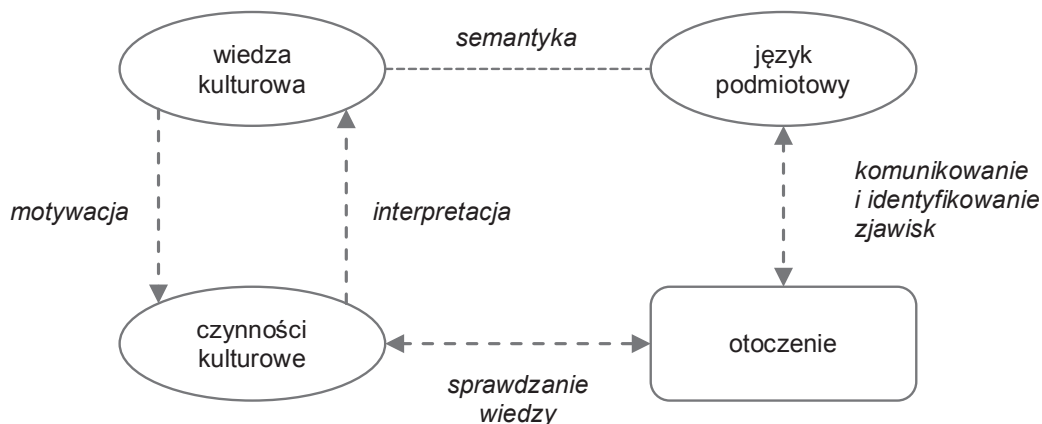 wiedza
kulturowa
semantyka
język
podmiotowy
motywacja
interpretacja
komunikowanie
i identyfikowanie
zjawisk
czynności
kulturowe
sprawdzanie
wiedzy
otoczenie